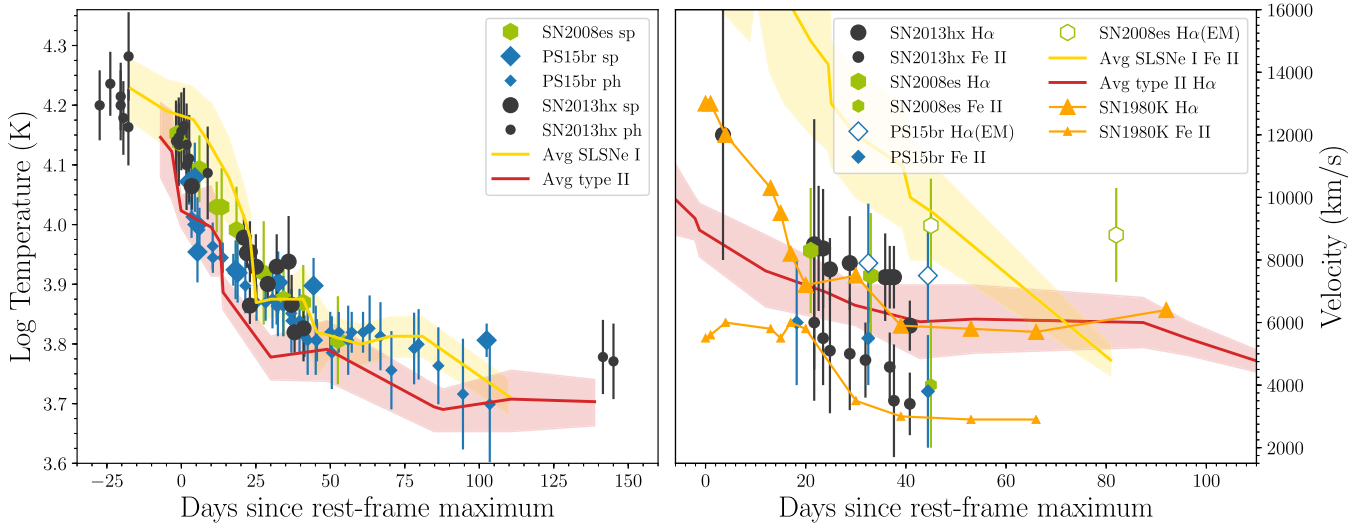 4.3
4.2
4.1
4.0
3.9
3.8
3.7
3.6
Log Temperature (K)
−25
0
25
50
75
100
125
150
Days since rest-frame maximum
SN2008es sp
PS15br sp
PS15br ph
SN2013hx sp
SN2013hx ph
Avg SLSNe I
Avg type II
SN2013hx Hα
SN2013hx Fe II
SN2008es Hα
SN2008es Fe II
PS15br Hα(EM)
PS15br Fe II
SN2008es Hα(EM)
Avg SLSNe I Fe II
Avg type II Hα
SN1980K Hα
SN1980K Fe II
16000
14000
12000
10000
8000
6000
4000
2000
Velocity (km/s)
0
20
40
60
80
100
Days since rest-frame maximum